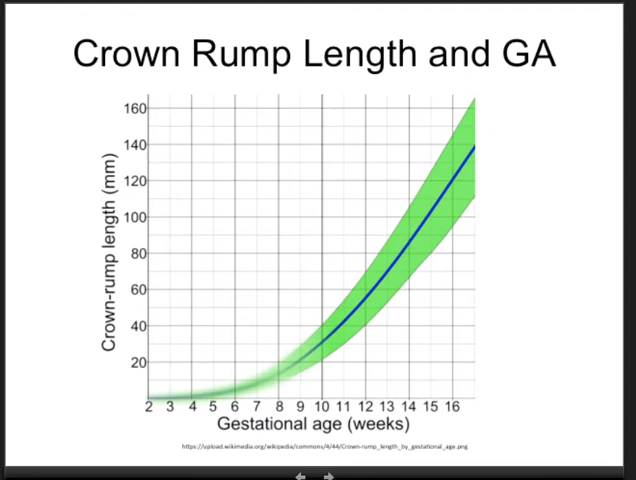 Crown Rump Length and GA
160
140
120
100
80
60
40
20
Crown-rump length (mm)
2 3 4 5 6 7 8 9 10 11 12 13 14 15 16
Gestational age (weeks)
https://upload.wikimedia.org/wikipedia/commons/4/44/Crown-rump_length_by_gestational_age.png